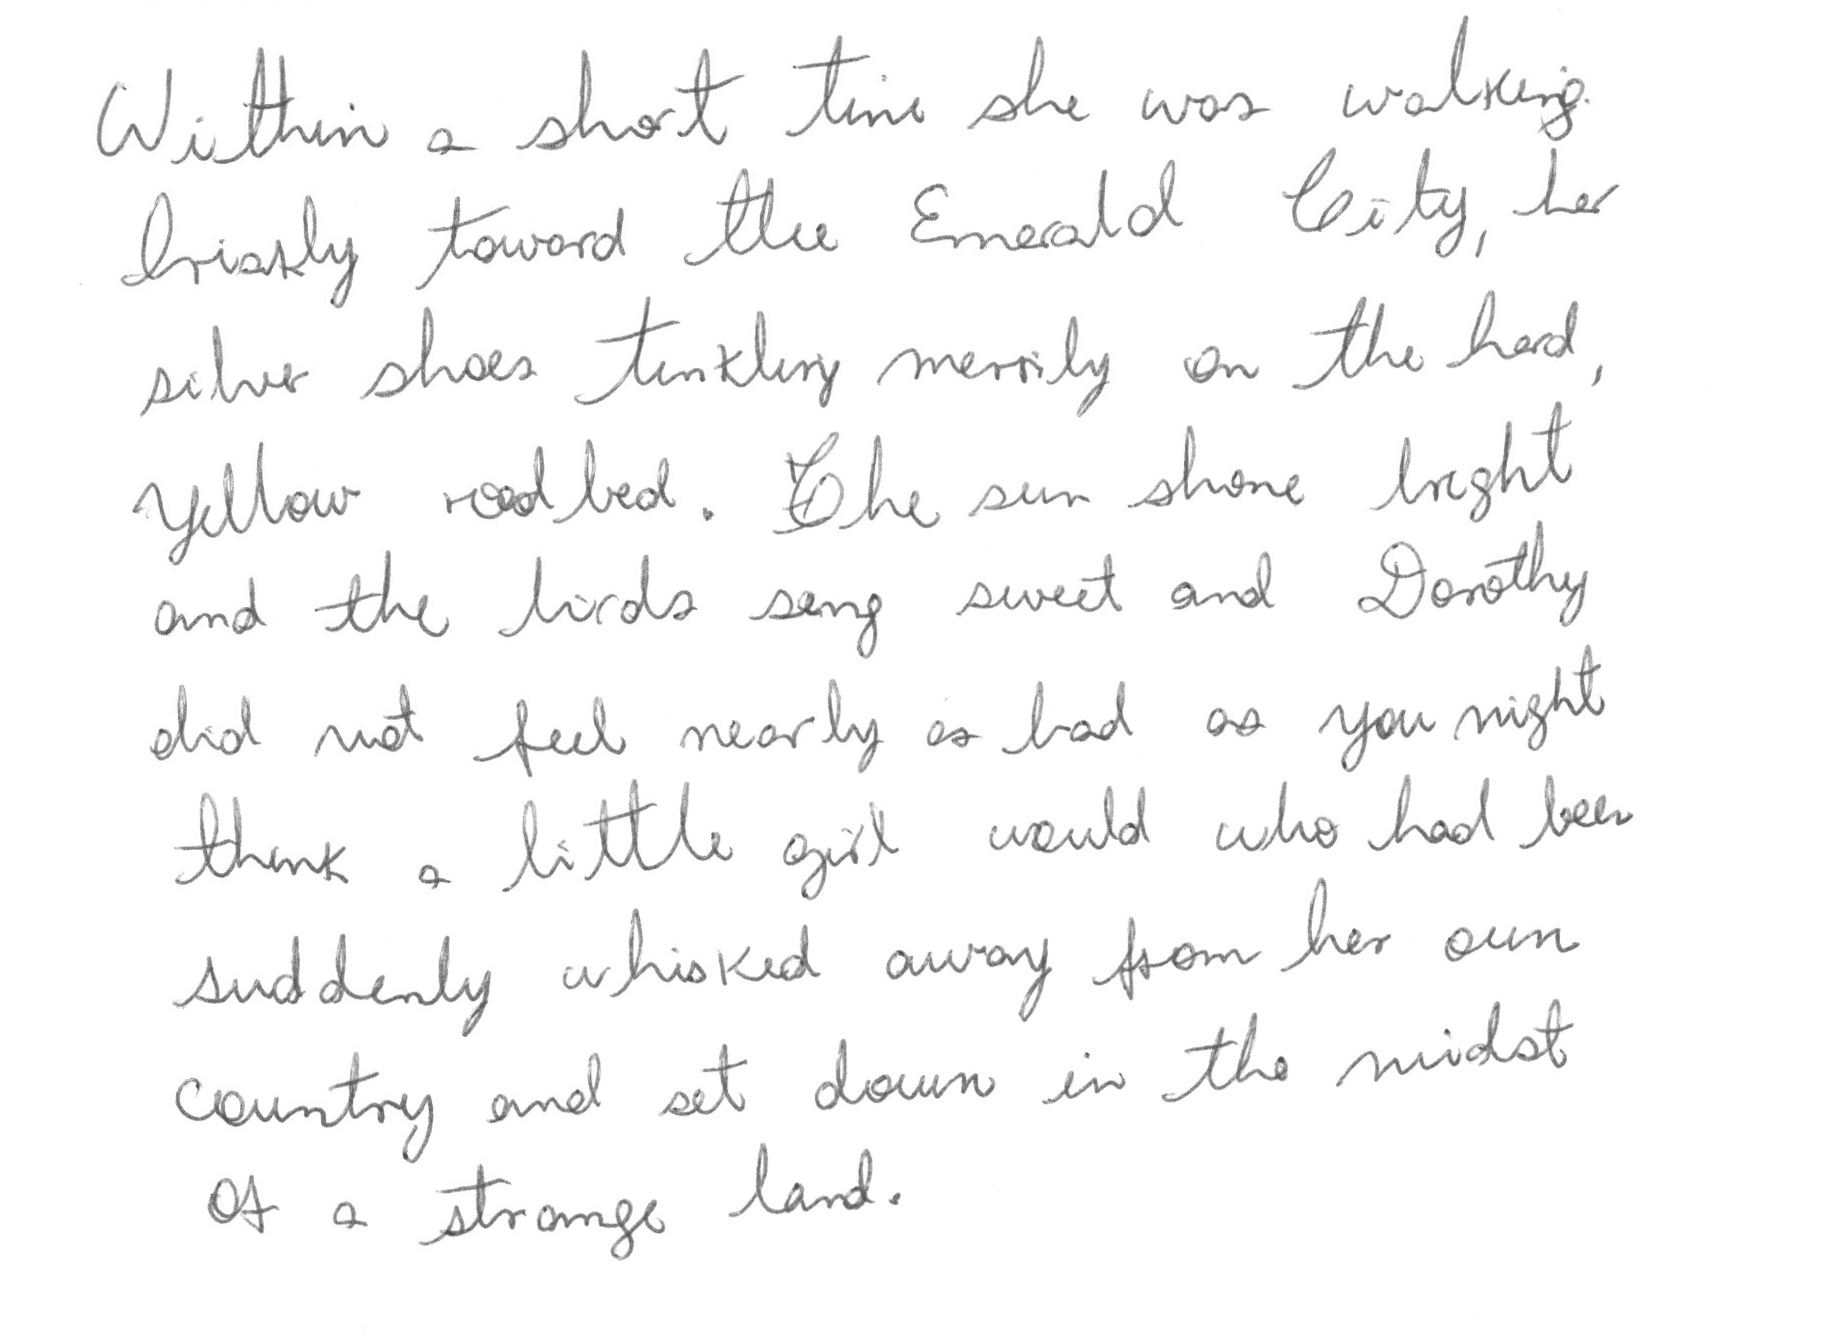 Within a short time she was walking
briskly toward the Emerald City, her
silver shoes tinkling merrily on the hard,
yellow roadbed. The sun shone bright
and the birds sang sweet and Dorothy
did not feel nearly as bad as you might
think a little girl would who had been
suddenly whisked away from her own
country and set down in the midst
of a strange land.